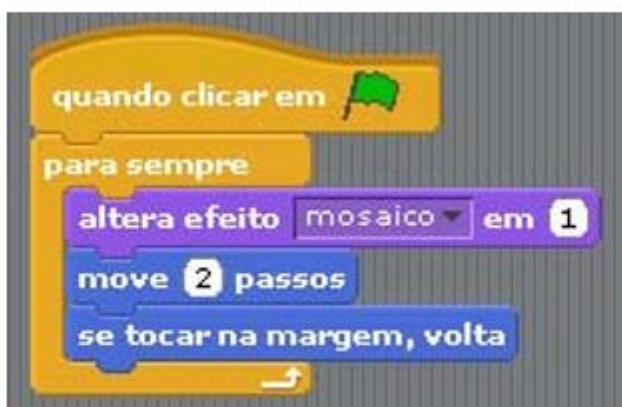 quando clicar em
para sempre
altera efeito mosaico em 1
move 2 passos
se tocar na margem, volta